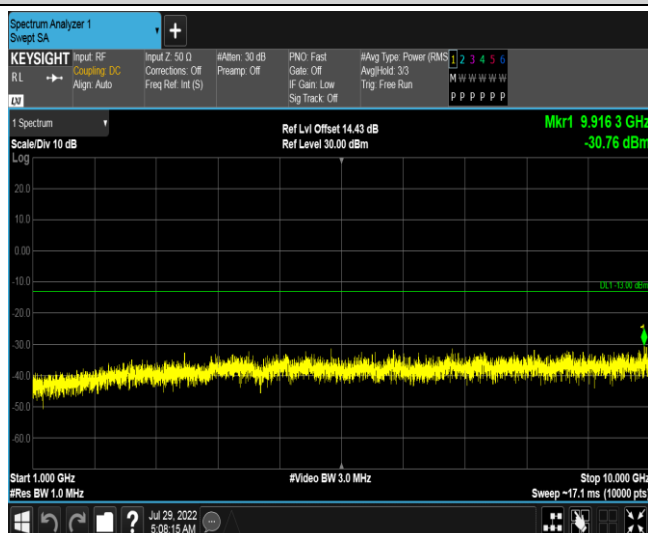 Spectrum Analyzer 1
Swept SA
+
KEYSIGHT
RL
LXI
Input: RF
Coupling: DC
Align: Auto
Input Z: 50 Ω
Corrections: Off
Freq Ref: Int (S)
#Atten: 30 dB
Preamp: Off
PNO: Fast
Gate: Off
IF Gain: Low
Sig Track: Off
#Avg Type: Power (RMS
Avg|Hold: 3/3
Trig: Free Run
1 2 3 4 5 6
M W W W W W
P P P P P P
1 Spectrum
Scale/Div 10 dB
Ref Lvl Offset 14.43 dB
Ref Level 30.00 dBm
Mkr1 9.916 3 GHz
-30.76 dBm
Log
20.0
10.0
0.00
-10.0
DL1 -13.00 dBm
-20.0
-30.0
1
-40.0
-50.0
-60.0
Start 1.000 GHz
#Res BW 1.0 MHz
#Video BW 3.0 MHz
Stop 10.000 GHz
Sweep ~17.1 ms (10000 pts)
?
Jul 29, 2022
5:08:15 AM